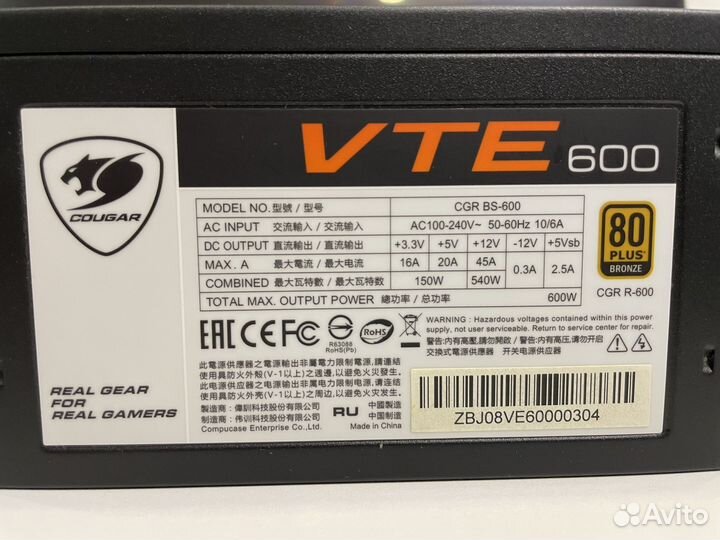 VTE 600
COUGAR
MODEL NO. 型號 / 型号 CGR BS-600
AC INPUT 交流輸入 / 交流输入 AC100-240V~ 50-60Hz 10/6A
DC OUTPUT 直流輸出 / 直流输出 +3.3V +5V +12V -12V +5Vsb
MAX. A 最大電流 / 最大电流 16A 20A 45A 0.3A 2.5A
COMBINED 最大瓦特數 / 最大瓦特数 150W 540W
TOTAL MAX. OUTPUT POWER 總功率 / 总功率 600W
80
PLUS
BRONZE
CGR R-600
EAC CE FC
R63088
RoHS(Pb)
RoHS
WARNING : Hazardous voltages contained within this power
supply, not user serviceable. Return to service center for repair.
警告:內有高壓,請勿開啟 / 警告:内有高压,请勿开启
交換式電源供應器 开关电源供应器
此電源供應器之電源輸出非屬電力限制電源,請連結
使用具防火外殼(V-1以上)之週邊,以避免火災發生。
此电源供应器之电源输出非属电力限制电源,请连结
使用具防火外壳(V-1以上)之周边,以避免火灾发生。
製造商：偉訓科技股份有限公司
制造商：伟训科技股份有限公司
Compucase Enterprise Co., Ltd.
RU
中國製造
中国制造
Made in China
ZBJ08VE60000304
REAL GEAR
FOR
REAL GAMERS
Avito